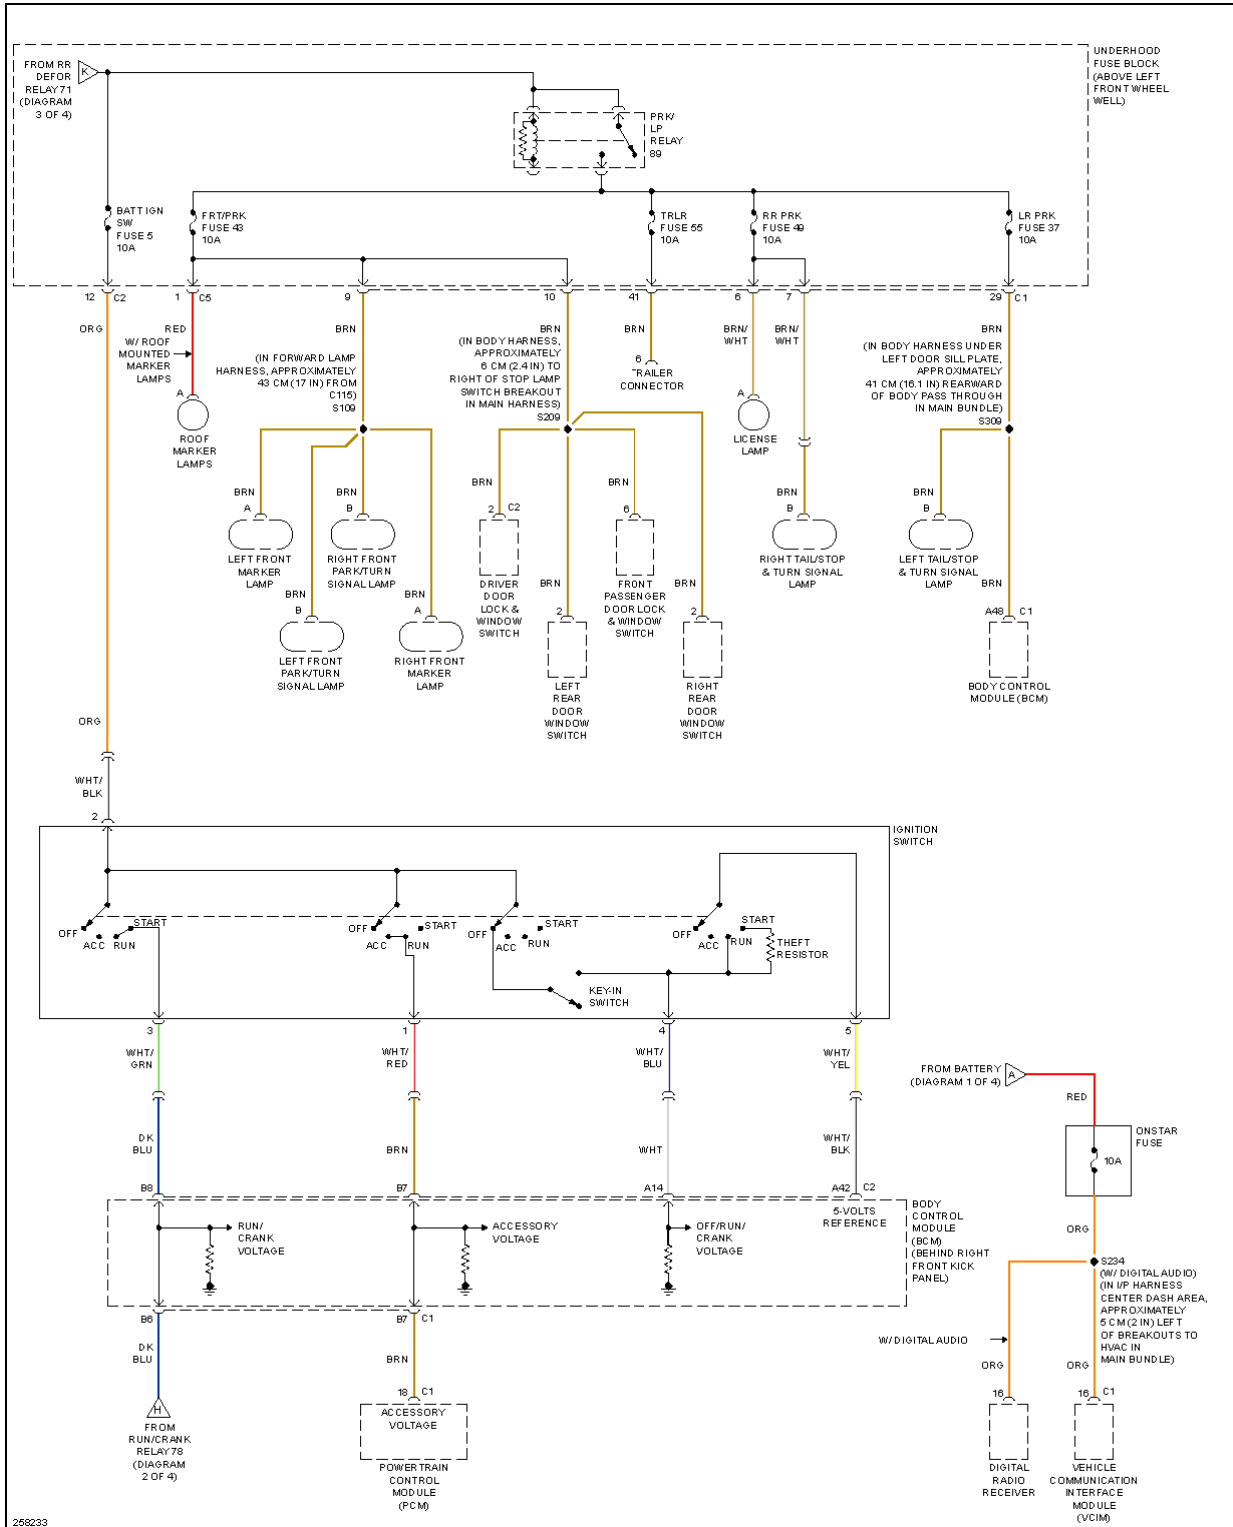 FROM RR
DEFOR
RELAY 71
(DIAGRAM
3 OF 4)
K
UNDERHOOD
FUSE BLOCK
(ABOVE LEFT
FRONT WHEEL
WELL)
PRK/
LP
RELAY
89
BATT IGN
SW
FUSE 5
10A
FRT/PRK
FUSE 43
10A
TRLR
FUSE 55
10A
RR PRK
FUSE 49
10A
LR PRK
FUSE 37
10A
12 C2
1 C5
9
10
41
6
7
29 C1
ORG
RED
BRN
BRN
BRN
BRN/
WHT
BRN/
WHT
BRN
W/ ROOF
MOUNTED
MARKER
LAMPS
(IN FORWARD LAMP
HARNESS, APPROXIMATELY
43 CM (17 IN) FROM
C115)
S109
(IN BODY HARNESS,
APPROXIMATELY
6 CM (2.4 IN) TO
RIGHT OF STOP LAMP
SWITCH BREAKOUT
IN MAIN HARNESS)
S209
6
TRAILER
CONNECTOR
(IN BODY HARNESS UNDER
LEFT DOOR SILL PLATE,
APPROXIMATELY
41 CM (16.1 IN) REARWARD
OF BODY PASS THROUGH
IN MAIN BUNDLE)
S309
A
ROOF
MARKER
LAMPS
A
LICENSE
LAMP
BRN
A
LEFT FRONT
MARKER
LAMP
BRN
B
RIGHT FRONT
PARK/TURN
SIGNAL LAMP
BRN
2 C2
DRIVER
DOOR
LOCK &
WINDOW
SWITCH
BRN
6
FRONT
PASSENGER
DOOR LOCK
& WINDOW
SWITCH
BRN
B
RIGHT TAIL/STOP
& TURN SIGNAL
LAMP
BRN
B
LEFT TAIL/STOP
& TURN SIGNAL
LAMP
BRN
B
LEFT FRONT
PARK/TURN
SIGNAL LAMP
BRN
A
RIGHT FRONT
MARKER
LAMP
BRN
2
LEFT
REAR
DOOR
WINDOW
SWITCH
BRN
2
RIGHT
REAR
DOOR
WINDOW
SWITCH
BRN
A48 C1
BODY CONTROL
MODULE (BCM)
ORG
WHT/
BLK
2
IGNITION
SWITCH
OFF
ACC
RUN
START
OFF
ACC
RUN
START
OFF
ACC
RUN
START
OFF
ACC
RUN
START
THEFT
RESISTOR
KEY-IN
SWITCH
3
1
4
5
WHT/
GRN
WHT/
RED
WHT/
BLU
WHT/
YEL
FROM BATTERY
(DIAGRAM 1 OF 4)
A
RED
ONSTAR
FUSE
10A
DK
BLU
BRN
WHT
WHT/
BLK
B8
B7
A14
A42 C2
RUN/
CRANK
VOLTAGE
ACCESSORY
VOLTAGE
OFF/RUN/
CRANK
VOLTAGE
5-VOLTS
REFERENCE
BODY
CONTROL
MODULE
(BCM)
(BEHIND RIGHT
FRONT KICK
PANEL)
ORG
S234
(W/ DIGITAL AUDIO)
(IN I/P HARNESS
CENTER DASH AREA,
APPROXIMATELY
5 CM (2 IN) LEFT
OF BREAKOUTS TO
HVAC IN
MAIN BUNDLE)
W/ DIGITAL AUDIO
B6
B7 C1
DK
BLU
BRN
ORG
ORG
H
FROM
RUN/CRANK
RELAY 78
(DIAGRAM
2 OF 4)
18 C1
ACCESSORY
VOLTAGE
POWERTRAIN
CONTROL
MODULE
(PCM)
16
DIGITAL
RADIO
RECEIVER
16 C1
VEHICLE
COMMUNICATION
INTERFACE
MODULE
(VCIM)
258233